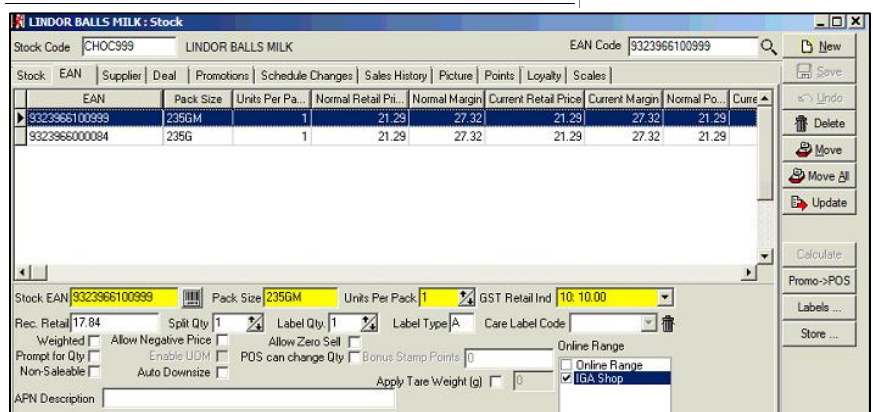 LINDOR BALLS MILK : Stock
Stock Code CHOC999 LINDOR BALLS MILK EAN Code 9323966100999 New
Stock EAN Supplier Deal Promotions Schedule Changes Sales History Picture Points Loyalty Scales Save
EAN Pack Size Units Per Pa... Normal Retail Pri... Normal Margin Current Retail Price Current Margin Normal Po... Curre Undo
9323966100999 235GM 1 21.29 27.32 21.29 27.32 21.29 Delete
9323966000084 235G 1 21.29 27.32 21.29 27.32 21.29
Move
Move All
Update
Calculate
Promo->POS
Stock EAN 9323966100999 Pack Size 235GM Units Per Pack 1 GST Retail Ind 10: 10.00
Labels ...
Rec. Retail 17.84 Split Qty 1 Label Qty. 1 Label Type A Care Label Code
Store ...
Weighted Allow Negative Price Allow Zero Sell Online Range
Prompt for Qty Enable UOM POS can change Qty Bonus Stamp Points 0 Online Range
Non-Saleable Auto Downsize Apply Tare Weight (g) 0 IGA Shop
APN Description